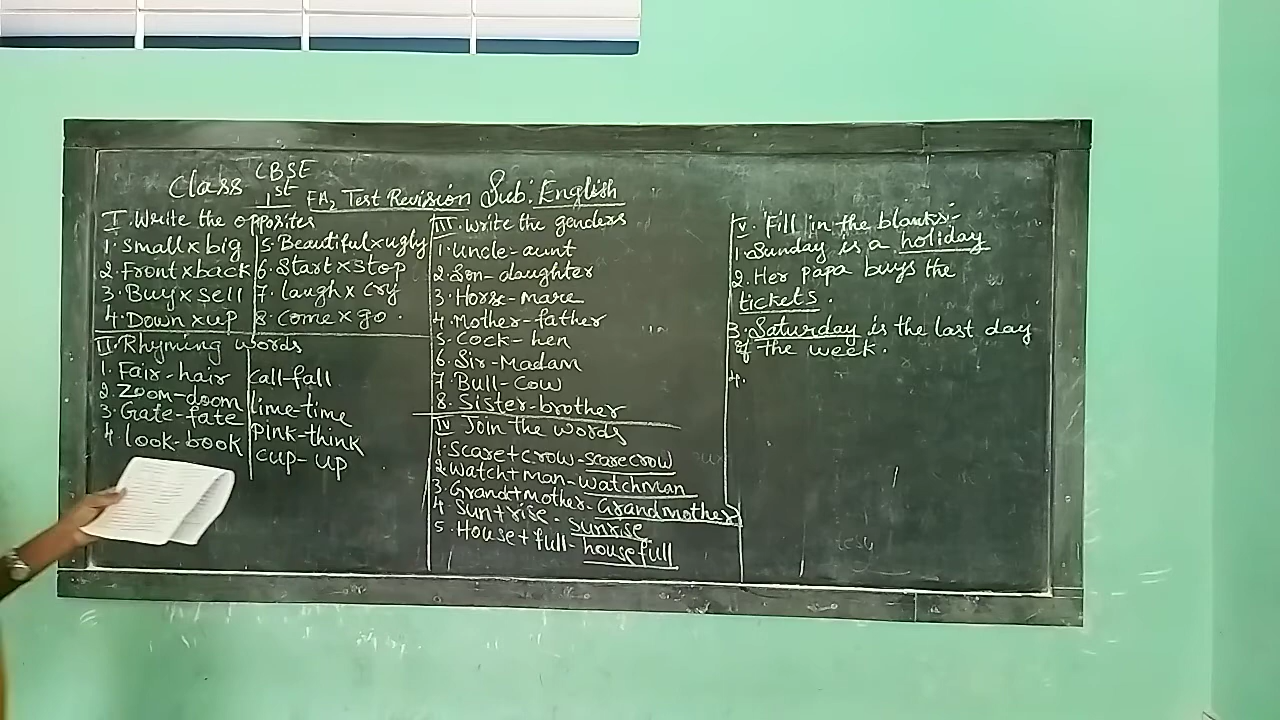 CBSE
Class 1st FA2 Test Revision Sub: English
I. Write the opposites
1. Small x big
2. Front x back
3. Buy x sell
4. Down x up
5. Beautiful x ugly
6. Start x stop
7. laugh x cry
8. Come x go.
II. Rhyming words
1. Fair-hair
2. Zoom-doom
3. Gate-fate
4. look-book
Call-fall
lime-time
Pink-think
Cup-up
III. Write the genders
1. Uncle-aunt
2. Son-daughter
3. Horse-mare
4. Mother-father
5. Cock-hen
6. Sir-Madam
7. Bull-Cow
8. Sister-brother
IV Join the words
1. Scare+crow-scarecrow
2. Watch+man-watchman
3. Grand+mother-Grandmother
4. Sun+rise-sunrise
5. House+full-housefull
V. Fill in the blanks-
1. Sunday is a holiday
2. Her papa buys the
tickets.
3. Saturday is the last day
of the week.
4.